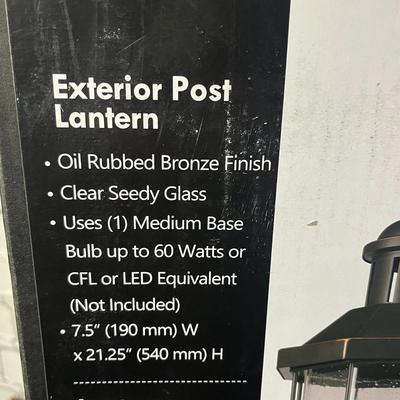 Exterior Post
Lantern
• Oil Rubbed Bronze Finish
• Clear Seedy Glass
• Uses (1) Medium Base
Bulb up to 60 Watts or
CFL or LED Equivalent
(Not Included)
• 7.5" (190 mm) W
x 21.25" (540 mm) H